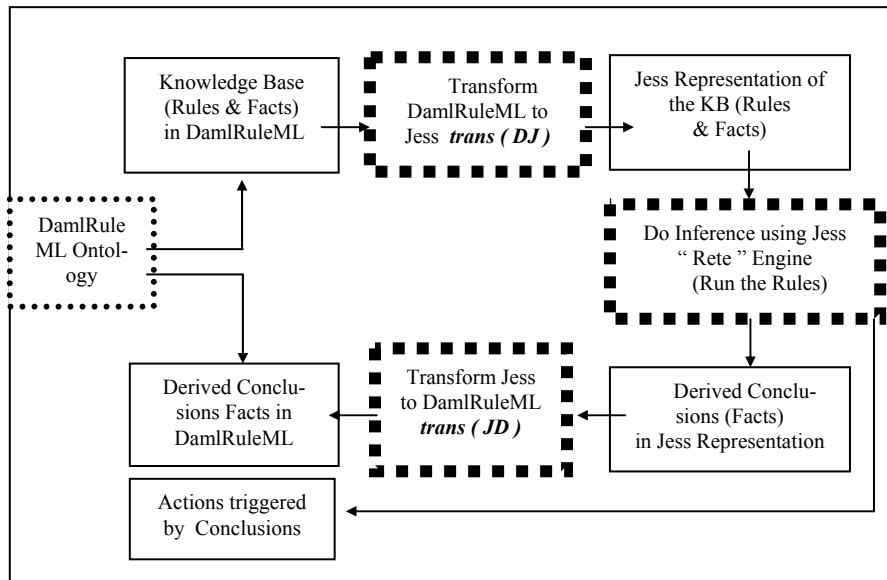 Knowledge Base
(Rules & Facts)
in DamlRuleML
Transform
DamlRuleML to
Jess trans ( DJ )
Jess Representation of
the KB (Rules
& Facts)
DamlRule
ML Ontol-
ogy
Do Inference using Jess
“ Rete ” Engine
(Run the Rules)
Derived Conclu-
sions Facts in
DamlRuleML
Transform Jess
to DamlRuleML
trans ( JD )
Derived Conclu-
sions (Facts)
in Jess Representation
Actions triggered
by Conclusions